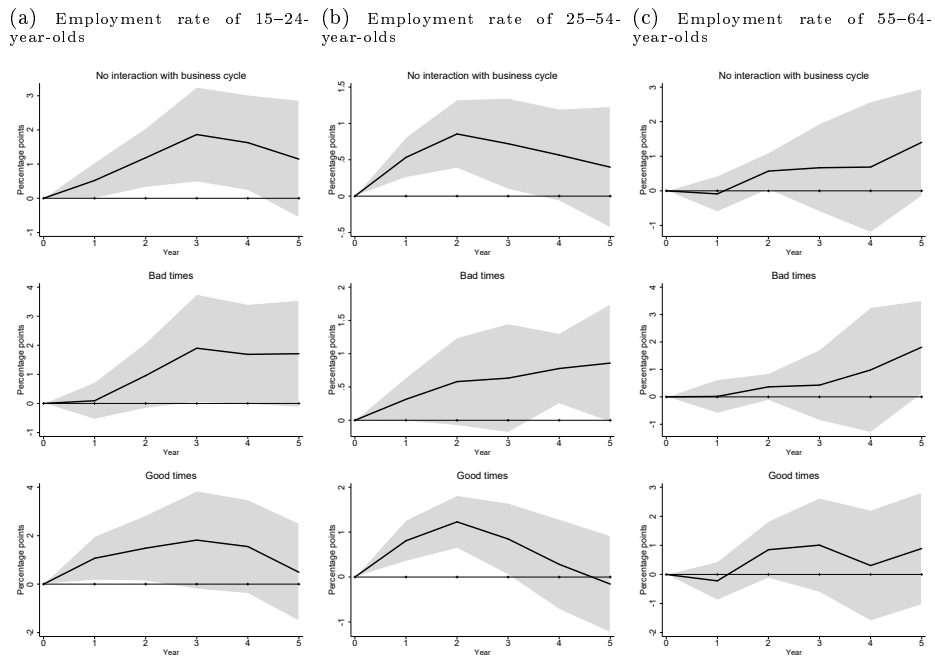 (a) Employment rate of 15–24-
year-olds
(b) Employment rate of 25–54-
year-olds
(c) Employment rate of 55–64-
year-olds
No interaction with business cycle
Percentage points
3
2
1
0
-1
0 1 2 3 4 5
Year
No interaction with business cycle
Percentage points
1.5
1
.5
0
-.5
0 1 2 3 4 5
Year
No interaction with business cycle
Percentage points
3
2
1
0
-1
0 1 2 3 4 5
Year
Bad times
Percentage points
4
3
2
1
0
-1
0 1 2 3 4 5
Year
Bad times
Percentage points
2
1.5
1
.5
0
0 1 2 3 4 5
Year
Bad times
Percentage points
4
3
2
1
0
-1
0 1 2 3 4 5
Year
Good times
Percentage points
4
2
0
-2
0 1 2 3 4 5
Year
Good times
Percentage points
2
1
0
-1
0 1 2 3 4 5
Year
Good times
Percentage points
3
2
1
0
-1
-2
0 1 2 3 4 5
Year